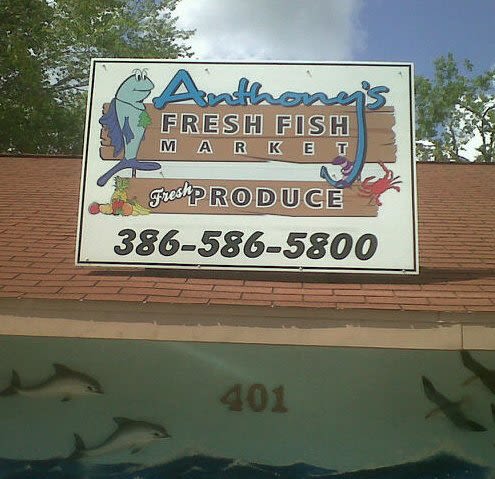 Anthony's
FRESH FISH
MARKET
Fresh PRODUCE
386-586-5800
401